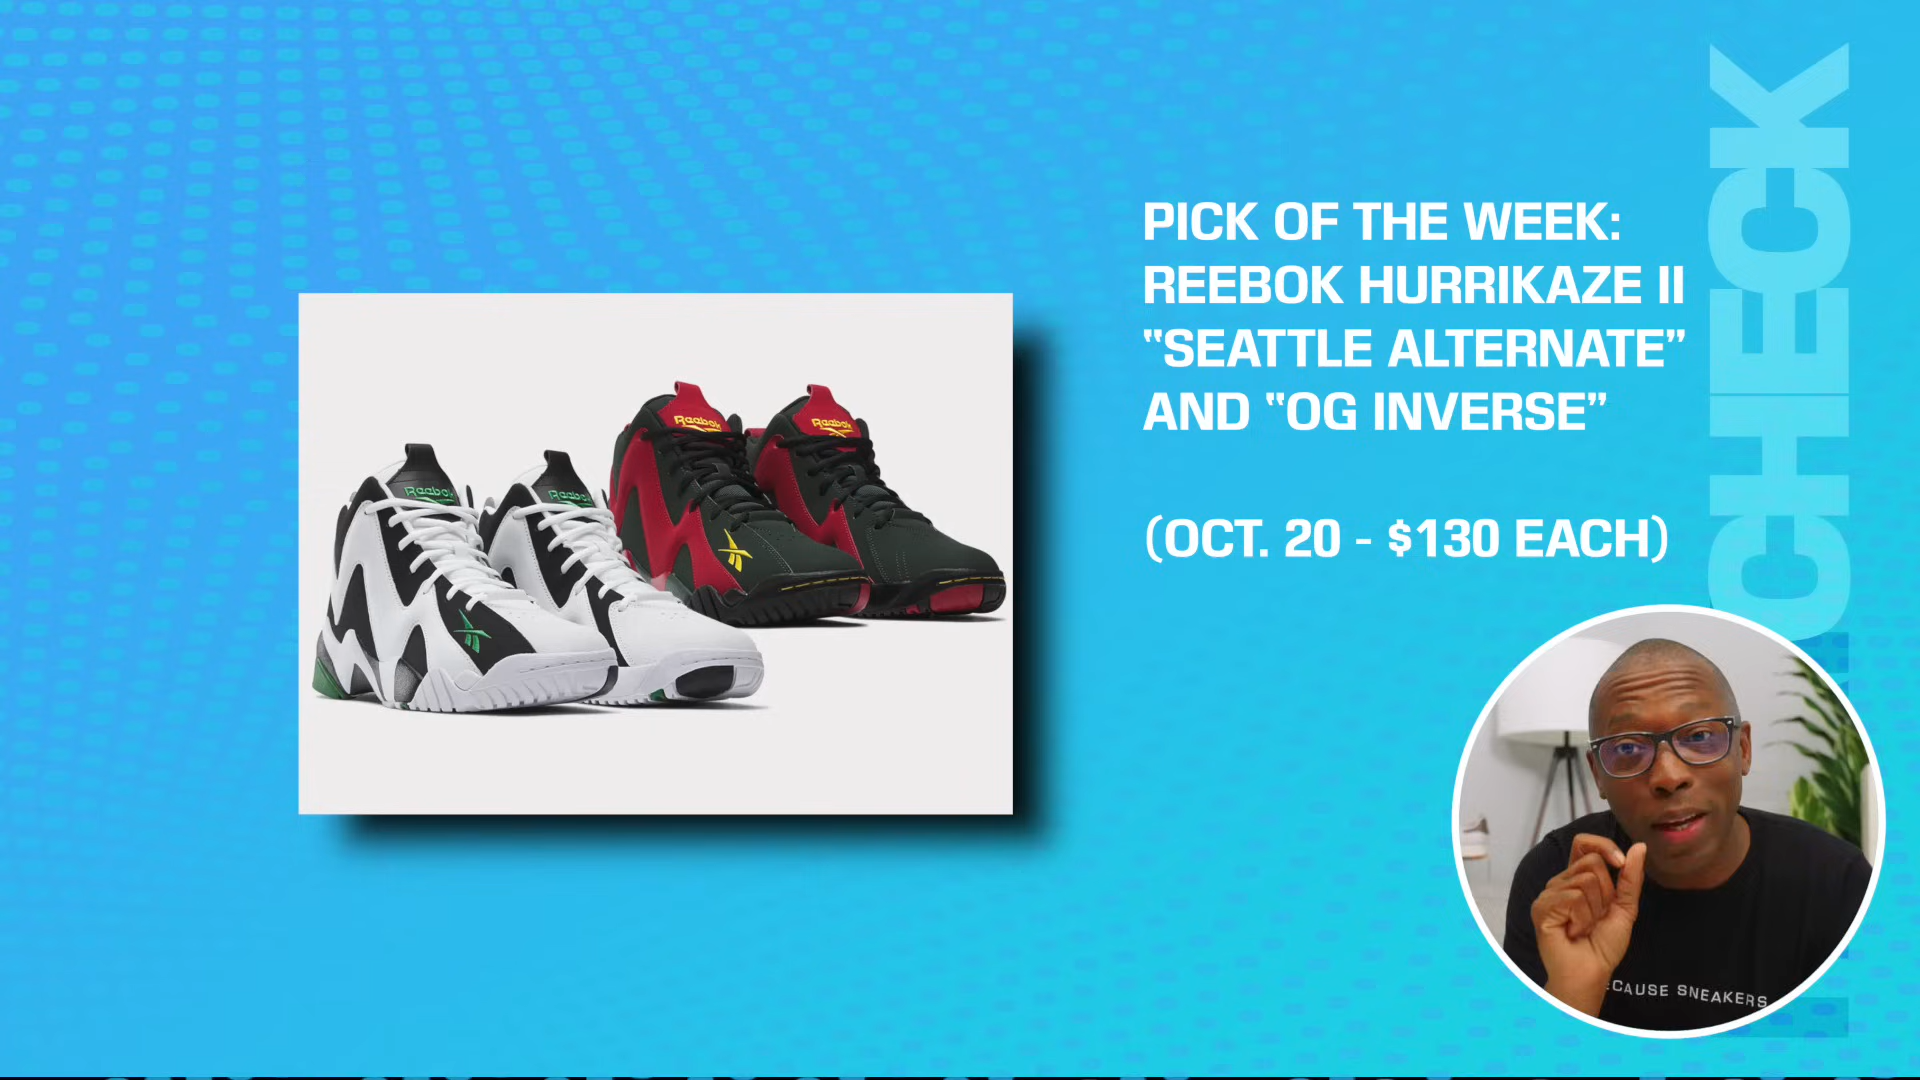 PICK OF THE WEEK:
REEBOK HURRIKAZE II
“SEATTLE ALTERNATE”
AND “OG INVERSE”
(OCT. 20 - $130 EACH)
CHECK
Reebok
Reebok
Reebok
Reebok
ECAUSE SNEAKERS